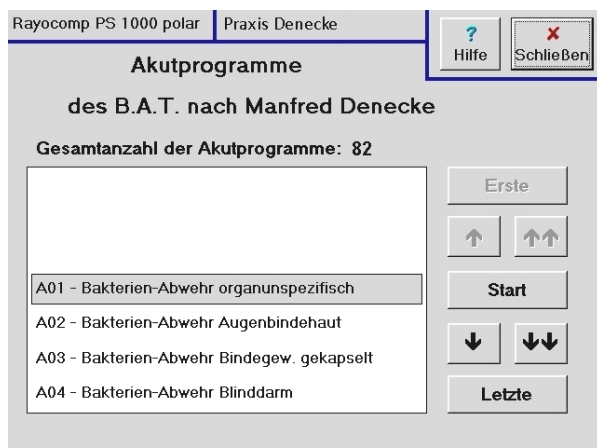 Rayocomp PS 1000 polar
Praxis Denecke
?
Hilfe
Schließen
Akutprogramme
des B.A.T. nach Manfred Denecke
Gesamtanzahl der Akutprogramme: 82
Erste
A01 - Bakterien-Abwehr organunspezifisch
Start
A02 - Bakterien-Abwehr Augenbindehaut
A03 - Bakterien-Abwehr Bindegew. gekapselt
A04 - Bakterien-Abwehr Blinddarm
Letzte